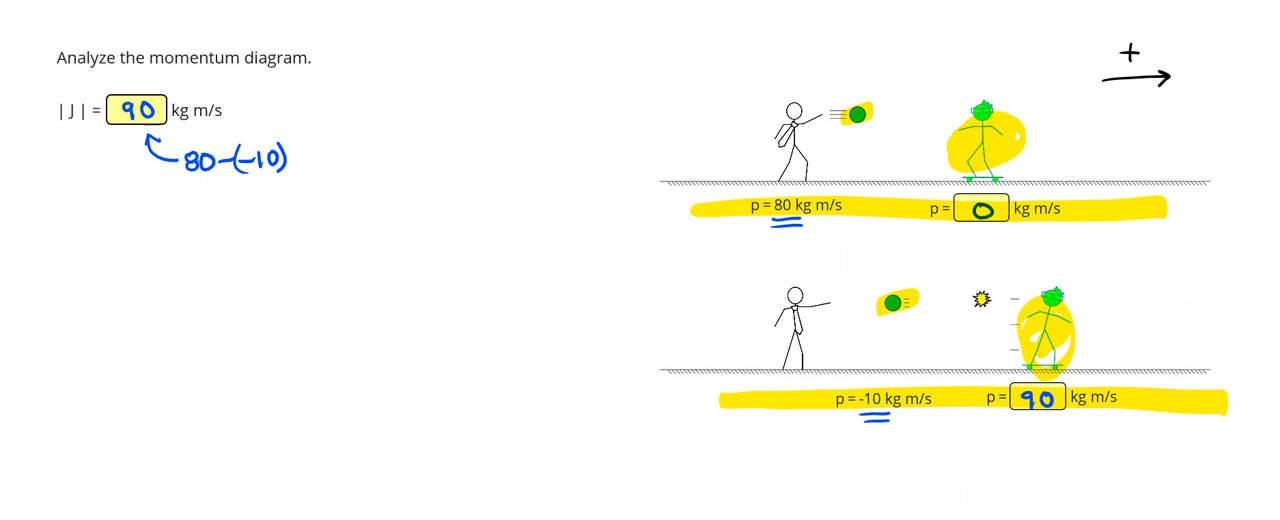 Analyze the momentum diagram.
+
|J| = 90 kg m/s
80-(-10)
p = 80 kg m/s p = 0 kg m/s
p = -10 kg m/s p = 90 kg m/s